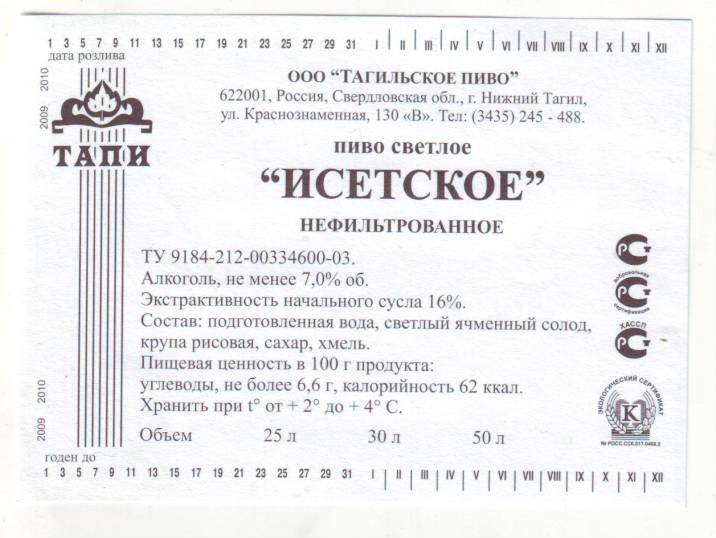 1 3 5 7 9 11 13 15 17 19 21 23 25 27 29 31 I II III IV V VI VII VIII IX X XI XII
дата розлива
2010
2009
ТАПИ
ООО "ТАГИЛЬСКОЕ ПИВО"
622001, Россия, Свердловская обл., г. Нижний Тагил,
ул. Краснознаменная, 130 «В». Тел: (3435) 245 - 488.
пиво светлое
"ИСЕТСКОЕ"
НЕФИЛЬТРОВАННОЕ
ТУ 9184-212-00334600-03.
Алкоголь, не менее 7,0% об.
Экстрактивность начального сусла 16%.
Состав: подготовленная вода, светлый ячменный солод,
крупа рисовая, сахар, хмель.
Пищевая ценность в 100 г продукта:
углеводы, не более 6,6 г, калорийность 62 ккал.
Хранить при t° от + 2° до + 4° С.
Объем 25 л 30 л 50 л
добровольная
сертификация
ХАССП
ЭКОЛОГИЧЕСКИЙ СЕРТИФИКАТ
К
2010
2009
годен до
1 3 5 7 9 11 13 15 17 19 21 23 25 27 29 31 I II III IV V VI VII VIII IX X XI XII